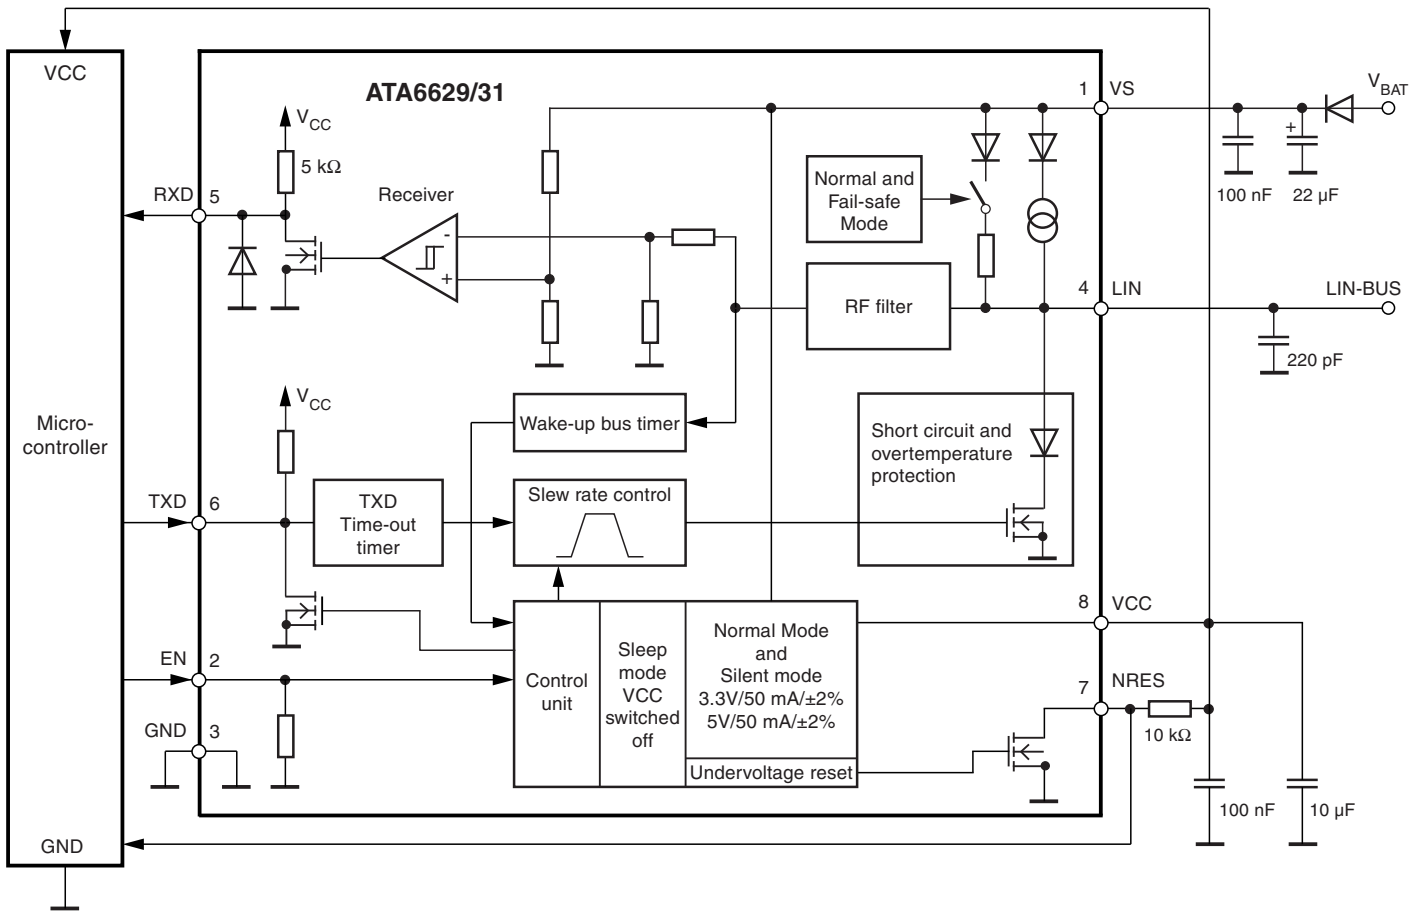 VCC
ATA6629/31
1
VS
V_BAT
V_CC
5 kΩ
100 nF
+
22 µF
RXD
5
Receiver
-
+
Normal and
Fail-safe
Mode
RF filter
4
LIN
LIN-BUS
220 pF
V_CC
Micro-
controller
Wake-up bus timer
Short circuit and
overtemperature
protection
TXD
6
TXD
Time-out
timer
Slew rate control
8
VCC
EN
2
Control
unit
Sleep
mode
VCC
switched
off
Normal Mode
and
Silent mode
3.3V/50 mA/±2%
5V/50 mA/±2%
Undervoltage reset
7
NRES
10 kΩ
GND
3
100 nF
10 µF
GND